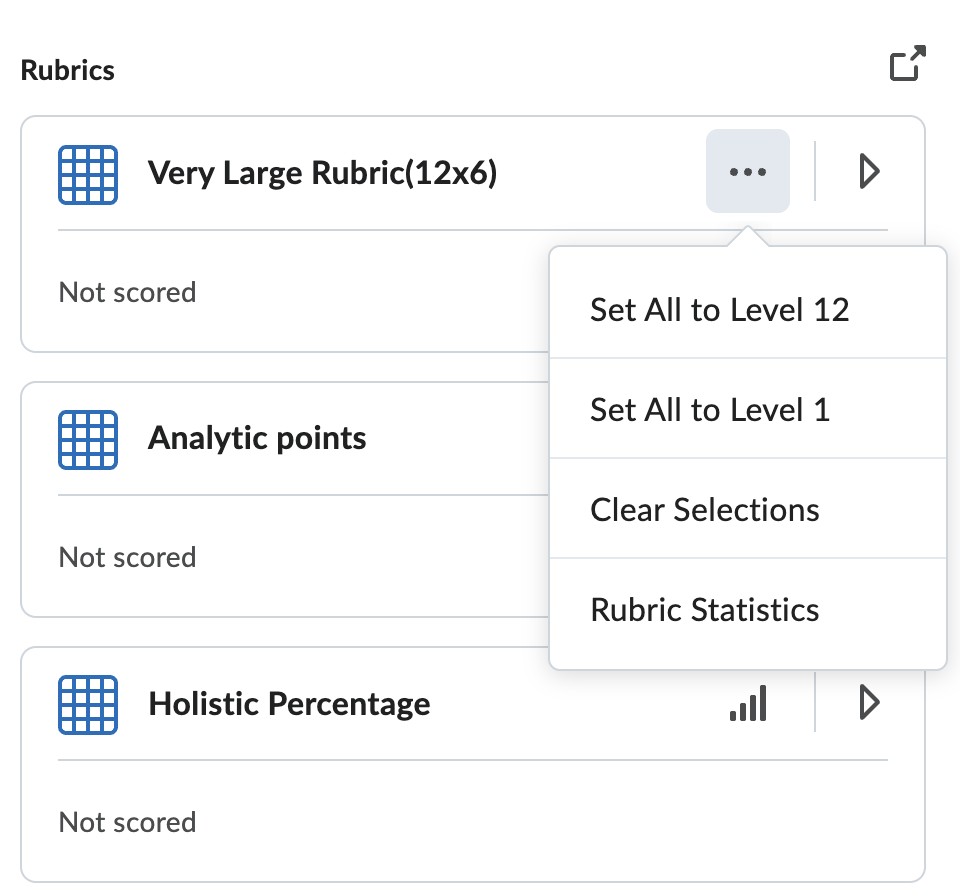 Rubrics
Very Large Rubric(12x6)
Not scored
Set All to Level 12
Set All to Level 1
Clear Selections
Rubric Statistics
Analytic points
Not scored
Holistic Percentage
Not scored